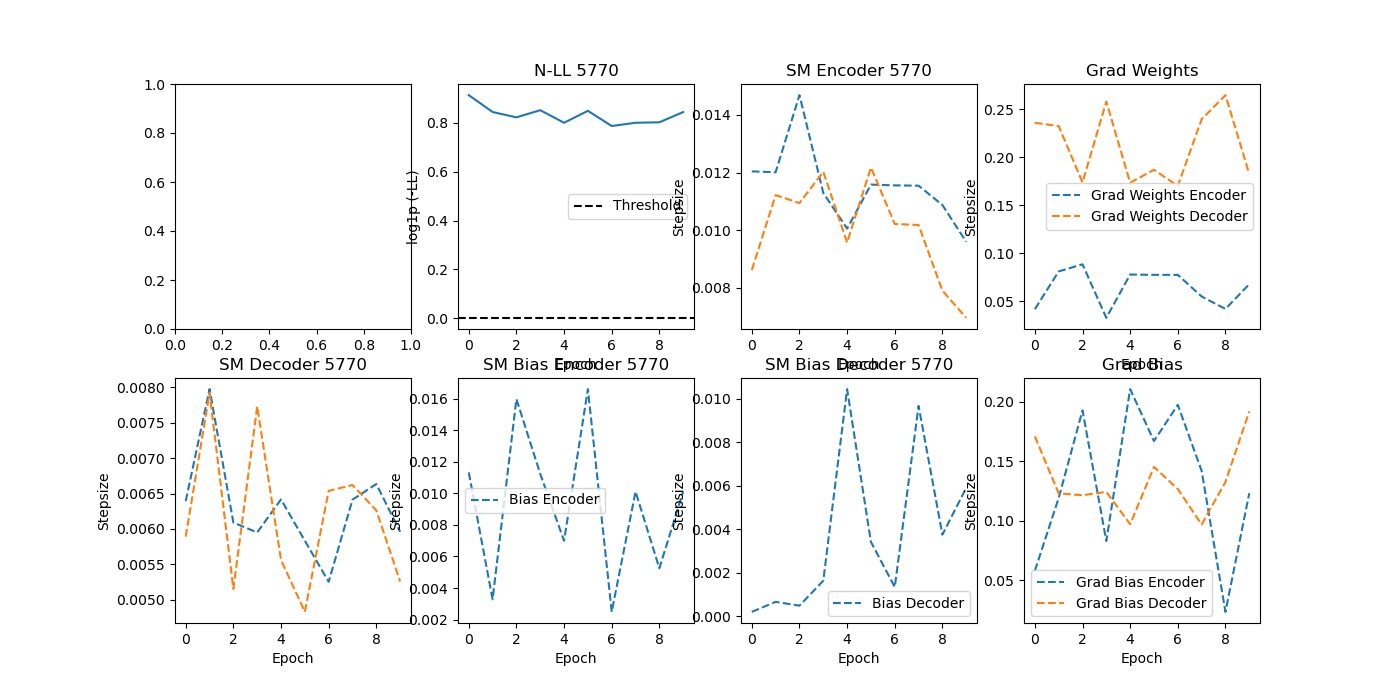 1.0
0.8
0.6
0.4
0.2
0.0
0.0 0.2 0.4 0.6 0.8 1.0
N-LL 5770
log1p (-LL)
0.8
0.6
0.4
0.2
0.0
Threshold
0 2 4 6 8
Epoch
SM Encoder 5770
Stepsize
0.014
0.012
0.010
0.008
0 2 4 6 8
Epoch
Grad Weights
Stepsize
0.25
0.20
0.15
0.10
0.05
Grad Weights Encoder
Grad Weights Decoder
0 2 4 6 8
Epoch
SM Decoder 5770
Stepsize
0.0080
0.0075
0.0070
0.0065
0.0060
0.0055
0.0050
0 2 4 6 8
Epoch
SM Bias Encoder 5770
Stepsize
0.016
0.014
0.012
0.010
0.008
0.006
0.004
0.002
Bias Encoder
0 2 4 6 8
Epoch
SM Bias Decoder 5770
Stepsize
0.010
0.008
0.006
0.004
0.002
0.000
Bias Decoder
0 2 4 6 8
Epoch
Grad Bias
Stepsize
0.20
0.15
0.10
0.05
Grad Bias Encoder
Grad Bias Decoder
0 2 4 6 8
Epoch